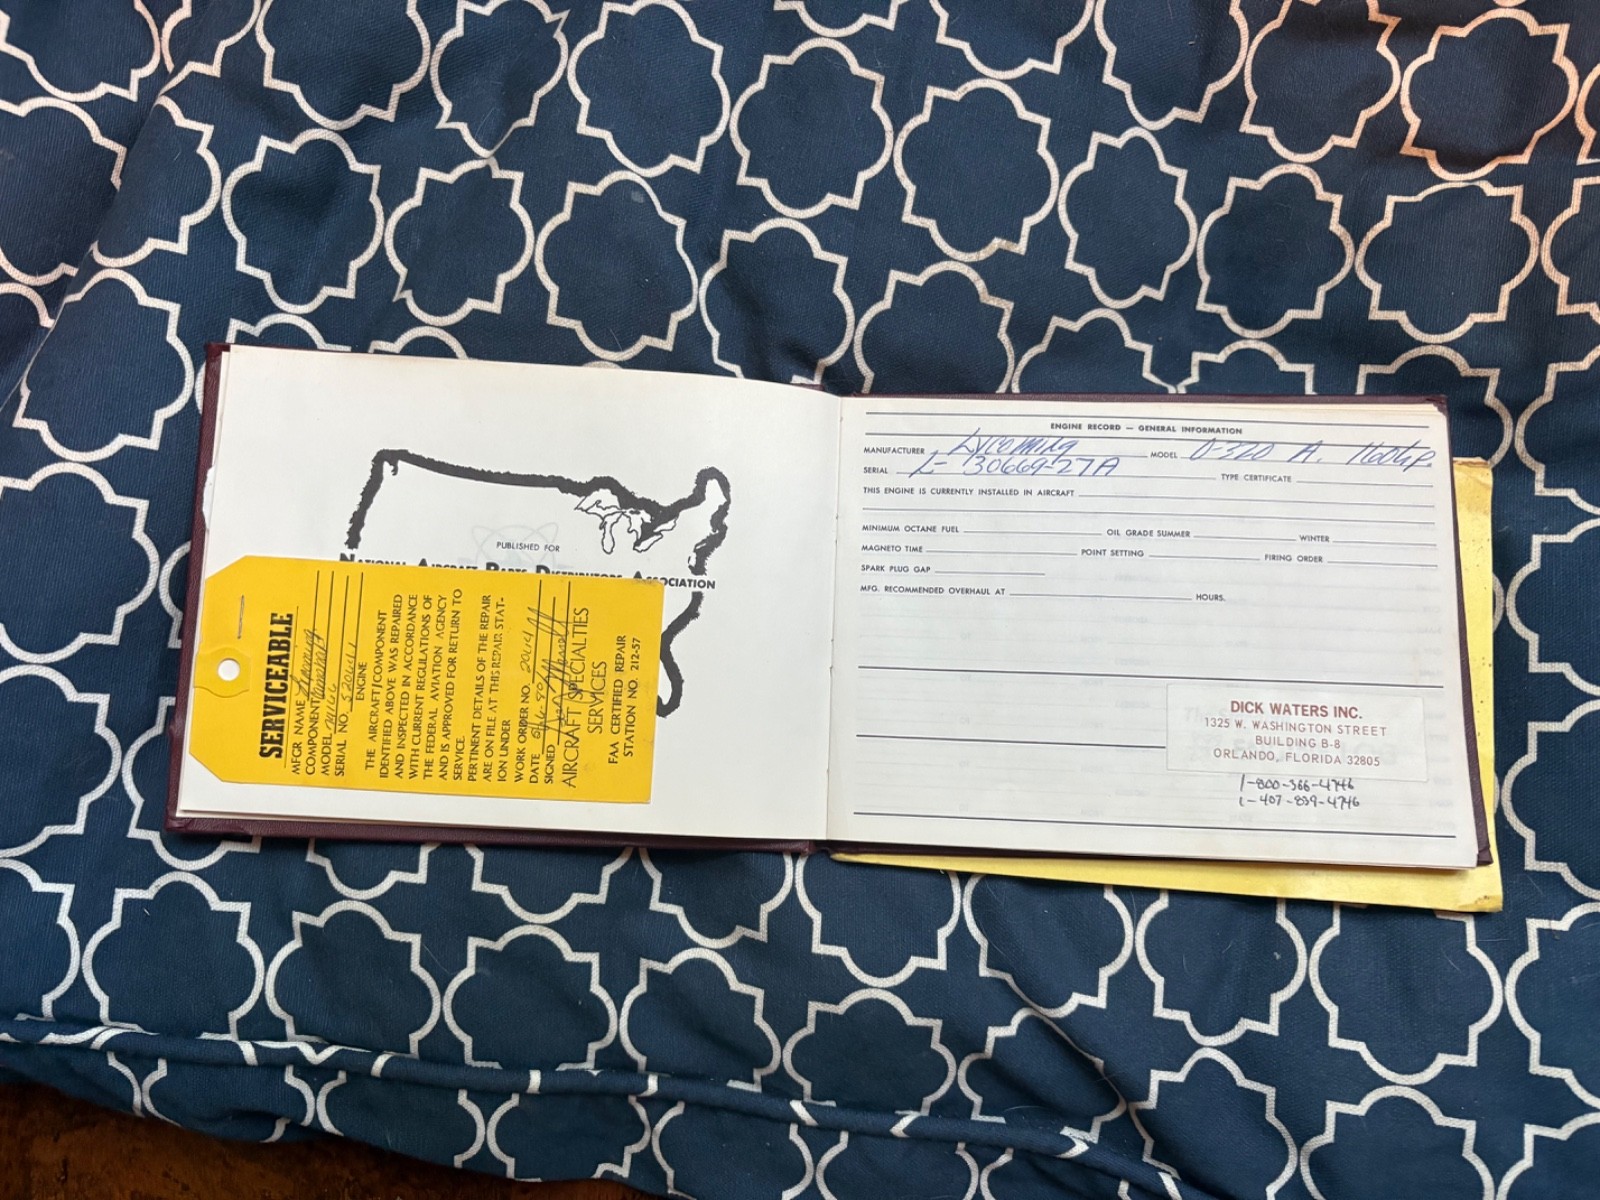 PUBLISHED FOR
NATIONAL AIRCRAFT PARTS DISTRIBUTORS ASSOCIATION
SERVICEABLE
MFGR NAME Lycoming
COMPONENT
MODEL
SERIAL NO.
ENGINE
THE AIRCRAFT/COMPONENT
IDENTIFIED ABOVE WAS REPAIRED
AND INSPECTED IN ACCORDANCE
WITH CURRENT REGULATIONS OF
THE FEDERAL AVIATION AGENCY
AND IS APPROVED FOR RETURN TO
SERVICE.
PERTINENT DETAILS OF THE REPAIR
ARE ON FILE AT THIS REPAIR STAT-
ION UNDER
WORK ORDER NO.
DATE
SIGNED
AIRCRAFT SPECIALTIES
SERVICES
FAA CERTIFIED REPAIR
STATION NO. 212-57
ENGINE RECORD — GENERAL INFORMATION
MANUFACTURER Lycoming MODEL O-320 A. 160HP.
SERIAL L-30669-27A TYPE CERTIFICATE
THIS ENGINE IS CURRENTLY INSTALLED IN AIRCRAFT
MINIMUM OCTANE FUEL OIL GRADE SUMMER WINTER
MAGNETO TIME POINT SETTING FIRING ORDER
SPARK PLUG GAP
MFG. RECOMMENDED OVERHAUL AT HOURS.
DICK WATERS INC.
1325 W. WASHINGTON STREET
BUILDING B-8
ORLANDO, FLORIDA 32805
1-800-366-4746
1-407-839-4746